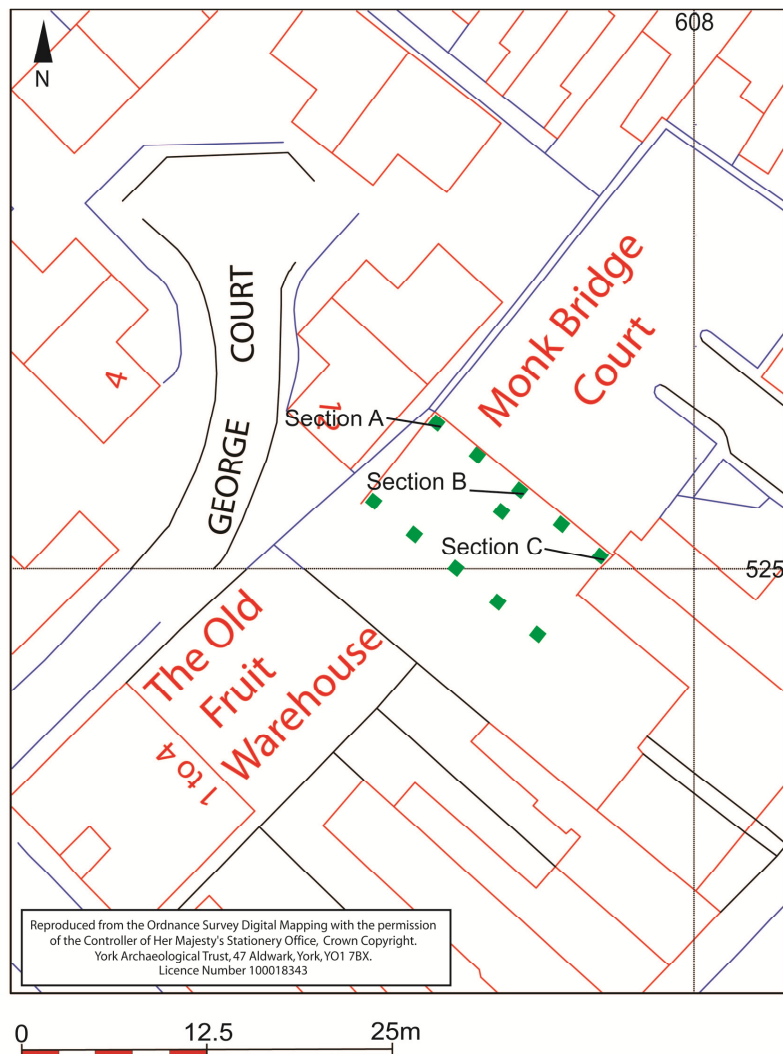 608
N
GEORGE COURT
4
12
Monk Bridge
Court
Section A
Section B
Section C
525
The Old
Fruit
Warehouse
1 to 4
Reproduced from the Ordnance Survey Digital Mapping with the permission
of the Controller of Her Majesty's Stationery Office, Crown Copyright.
York Archaeological Trust, 47 Aldwark, York, YO1 7BX.
Licence Number 100018343
0 12.5 25m